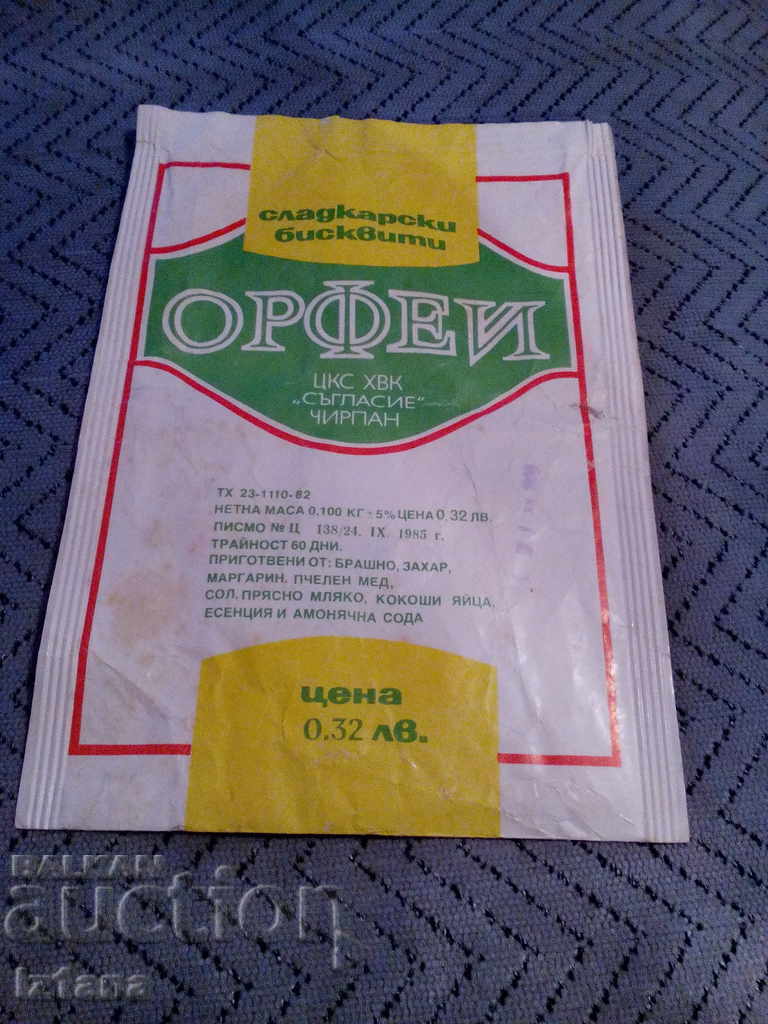 сладкарски
бисквити
ОРФЕИ
ЦКС ХВК
„СЪГЛАСИЕ"
ЧИРПАН
ТХ 23-1110-82
НЕТНА МАСА 0,100 КГ - 5% ЦЕНА 0.32 ЛВ.
ПИСМО № Ц 138/24. IX. 1985 г.
ТРАЙНОСТ 60 ДНИ.
ПРИГОТВЕНИ ОТ: БРАШНО, ЗАХАР,
МАРГАРИН. ПЧЕЛЕН МЕД,
СОЛ. ПРЯСНО МЛЯКО, КОКОШИ ЯЙЦА,
ЕСЕНЦИЯ И АМОНЯЧНА СОДА
цена
0.32 лв.
BALKAN
auction
Iztana